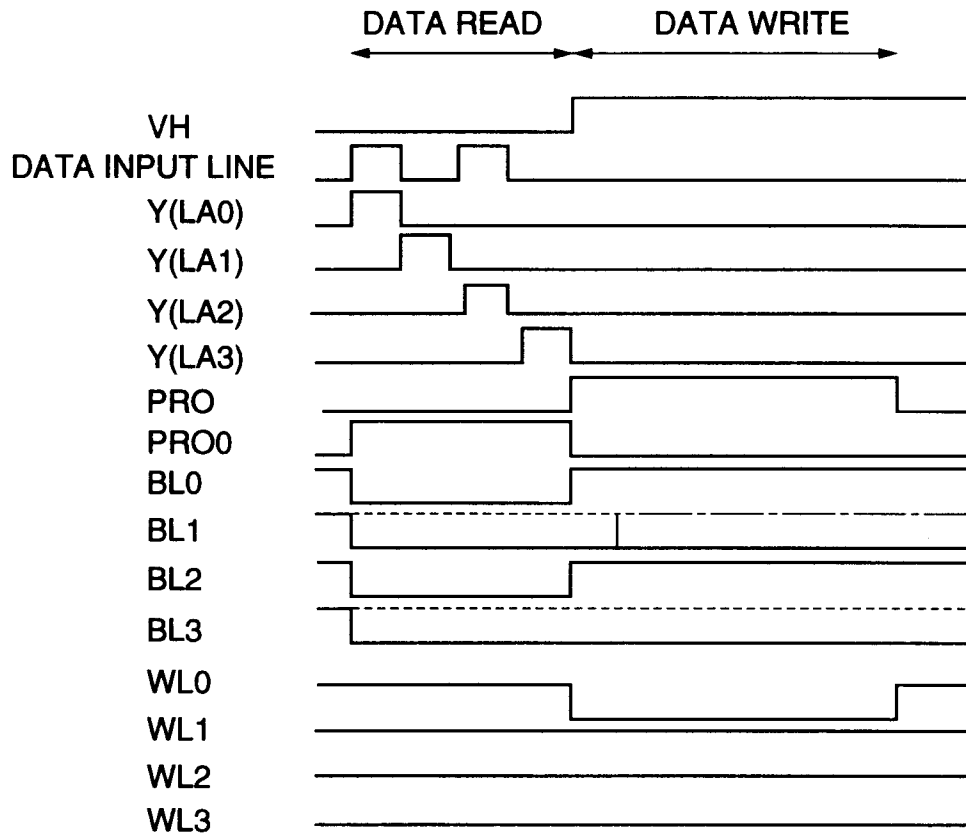 DATA READ DATA WRITE
VH
DATA INPUT LINE
Y(LA0)
Y(LA1)
Y(LA2)
Y(LA3)
PRO
PRO0
BL0
BL1
BL2
BL3
WL0
WL1
WL2
WL3